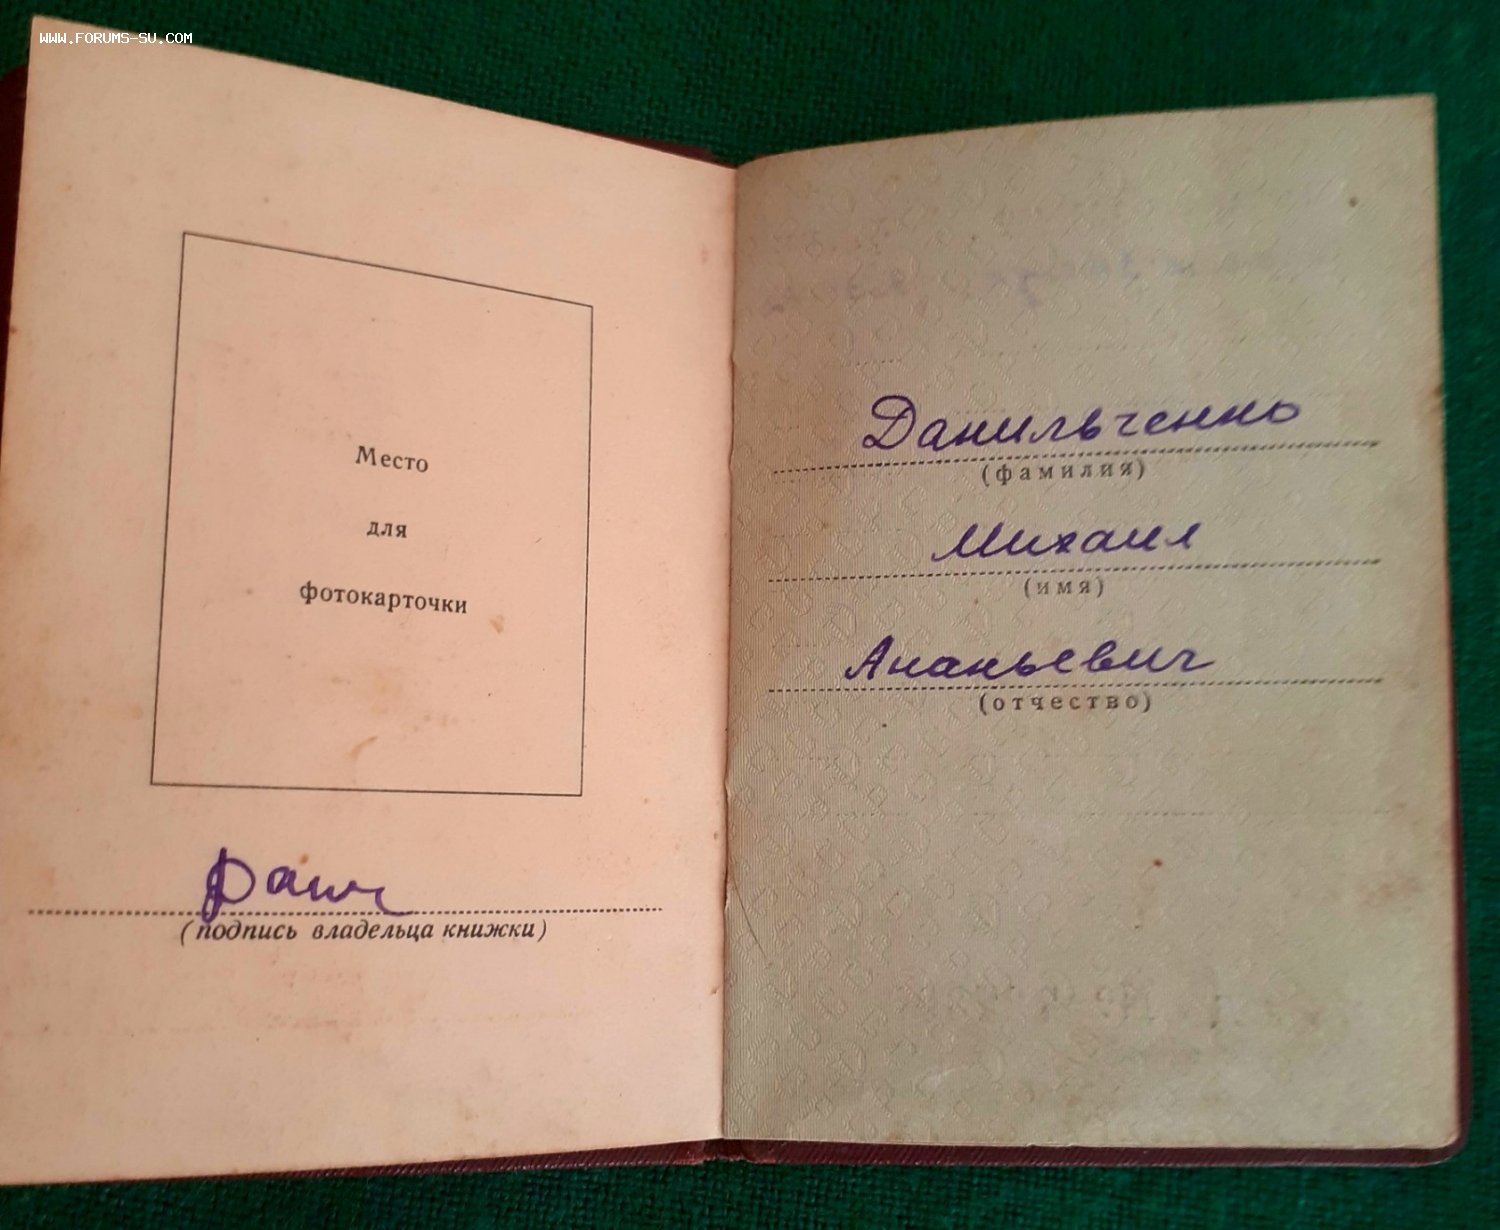 www.forums-su.com
Место
для
фотокарточки
(подпись владельца книжки)
Данильченко
(фамилия)
Михаил
(имя)
Ананьевич
(отчество)